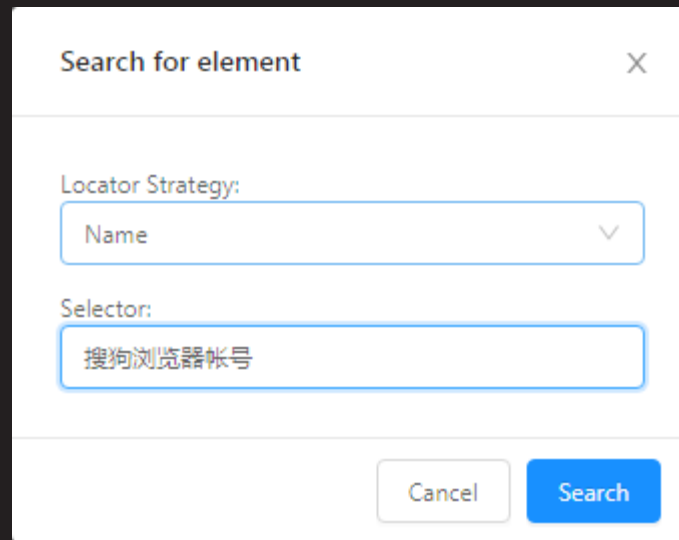 Search for element
Locator Strategy:
Name
Selector:
搜狗浏览器帐号
Cancel
Search